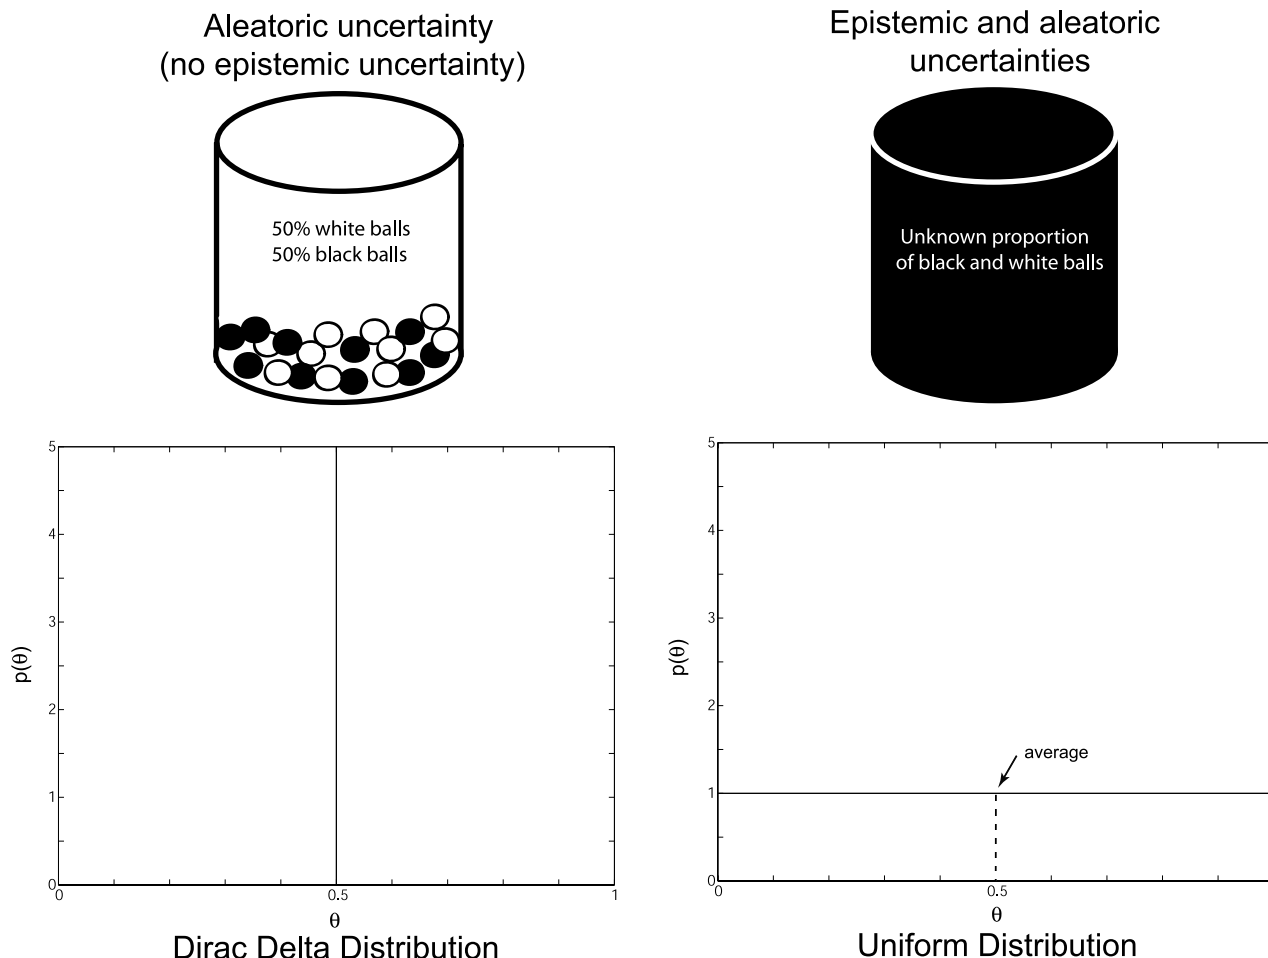 Aleatoric uncertainty
(no epistemic uncertainty)
50% white balls
50% black balls
5
4
3
2
1
0
0
0.5
1
p(θ)
θ
Dirac Delta Distribution
Epistemic and aleatoric
uncertainties
Unknown proportion
of black and white balls
5
4
3
2
1
0
0
0.5
average
p(θ)
θ
Uniform Distribution